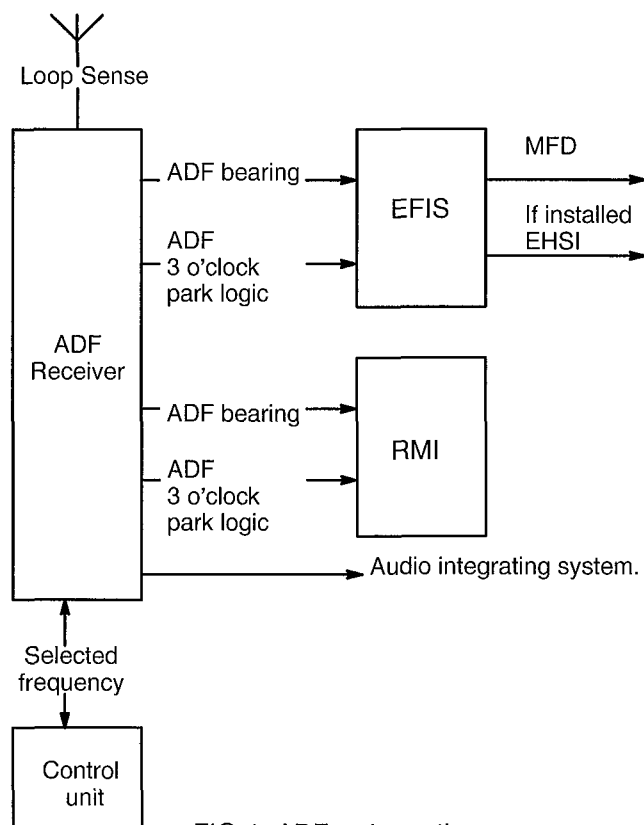 Loop Sense
ADF bearing
ADF
3 o'clock
park logic
EFIS
MFD
If installed
EHSI
ADF
Receiver
ADF bearing
ADF
3 o'clock
park logic
RMI
Audio integrating system.
Selected
frequency
Control
unit